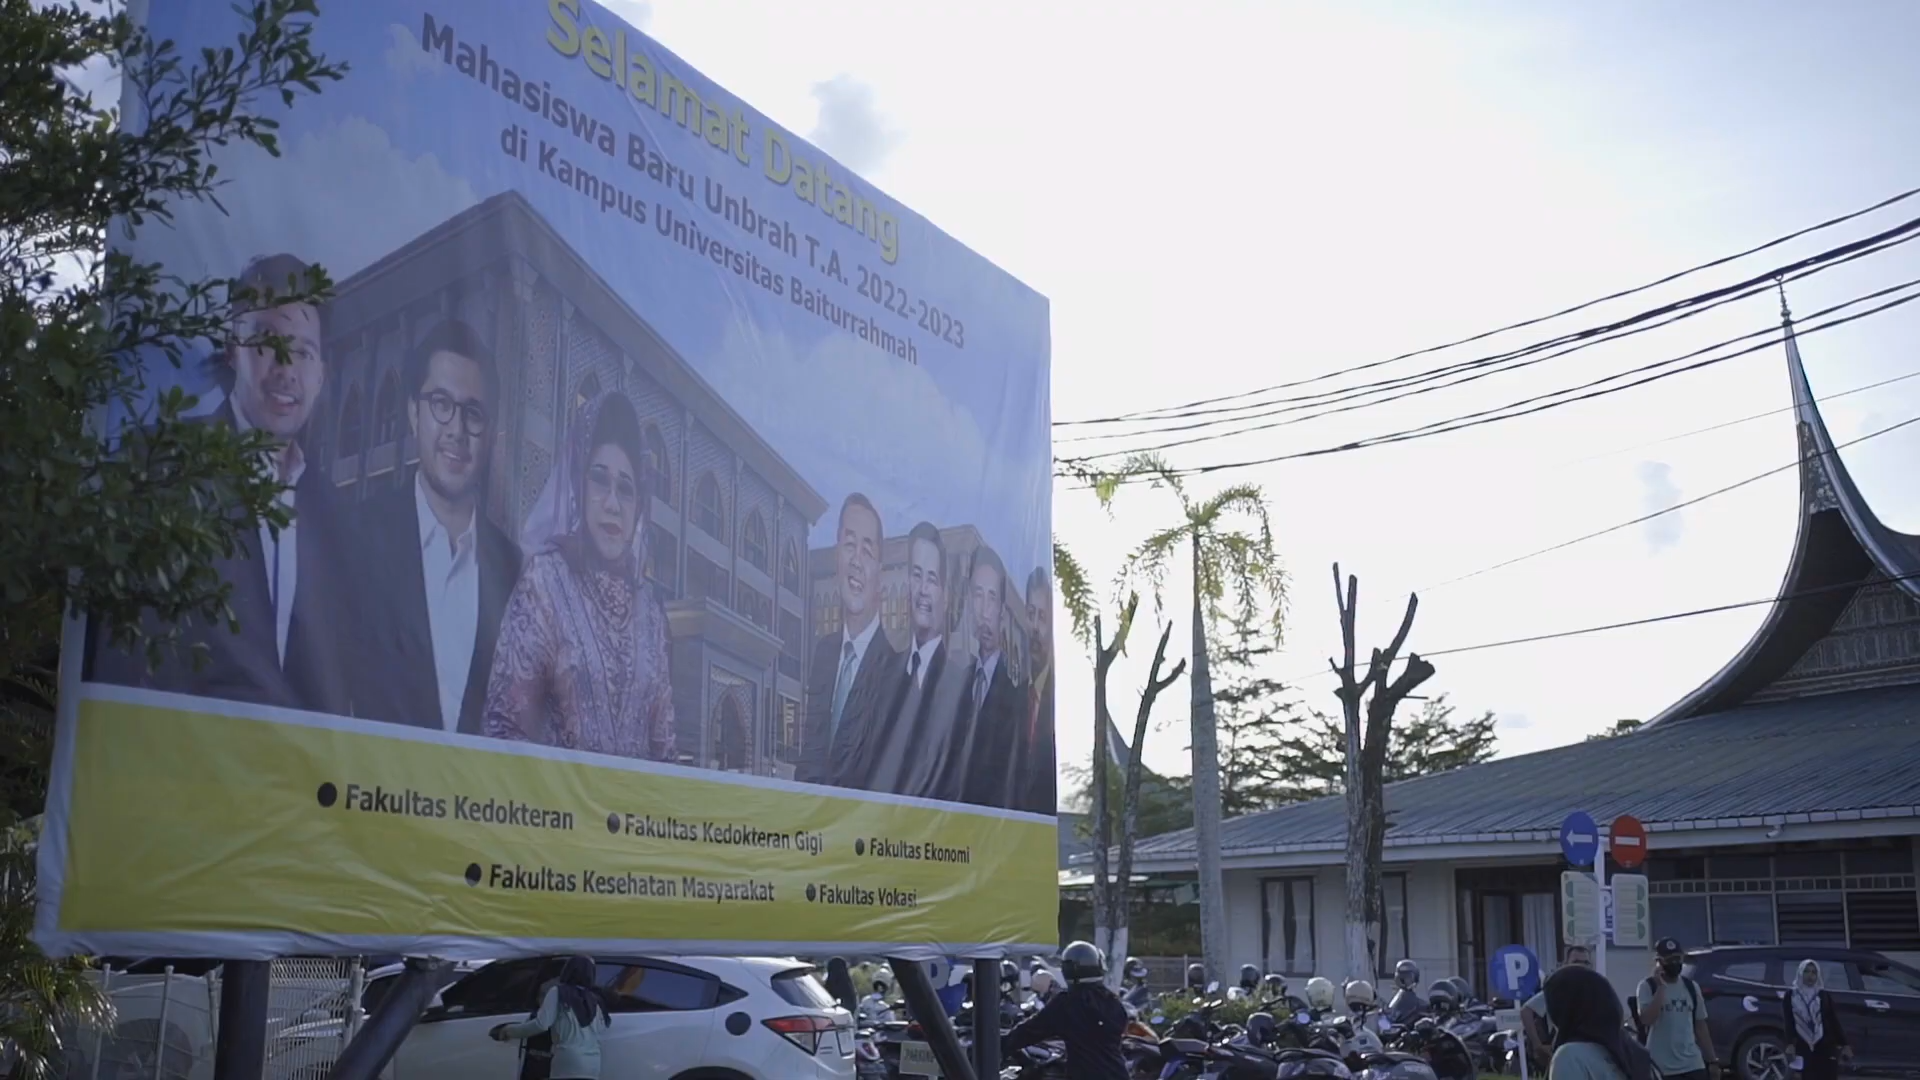 Selamat Datang
Mahasiswa Baru Unbrah T.A. 2022-2023
di Kampus Universitas Baiturrahmah
Fakultas Kedokteran
Fakultas Kedokteran Gigi
Fakultas Ekonomi
Fakultas Kesehatan Masyarakat
Fakultas Vokasi
P
P